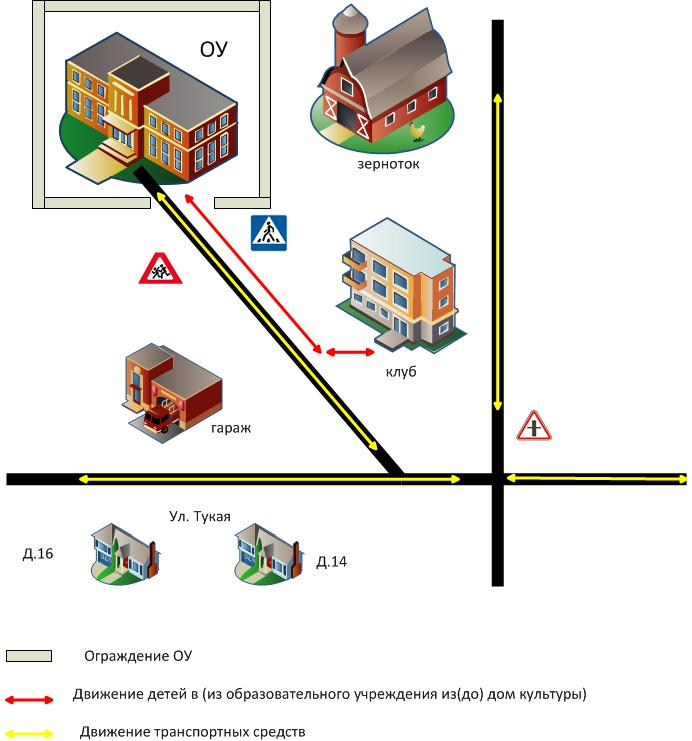 ОУ
зерноток
клуб
гараж
Ул. Тукая
Д.16
Д.14
Ограждение ОУ
Движение детей в (из образовательного учреждения из(до) дом культуры)
Движение транспортных средств